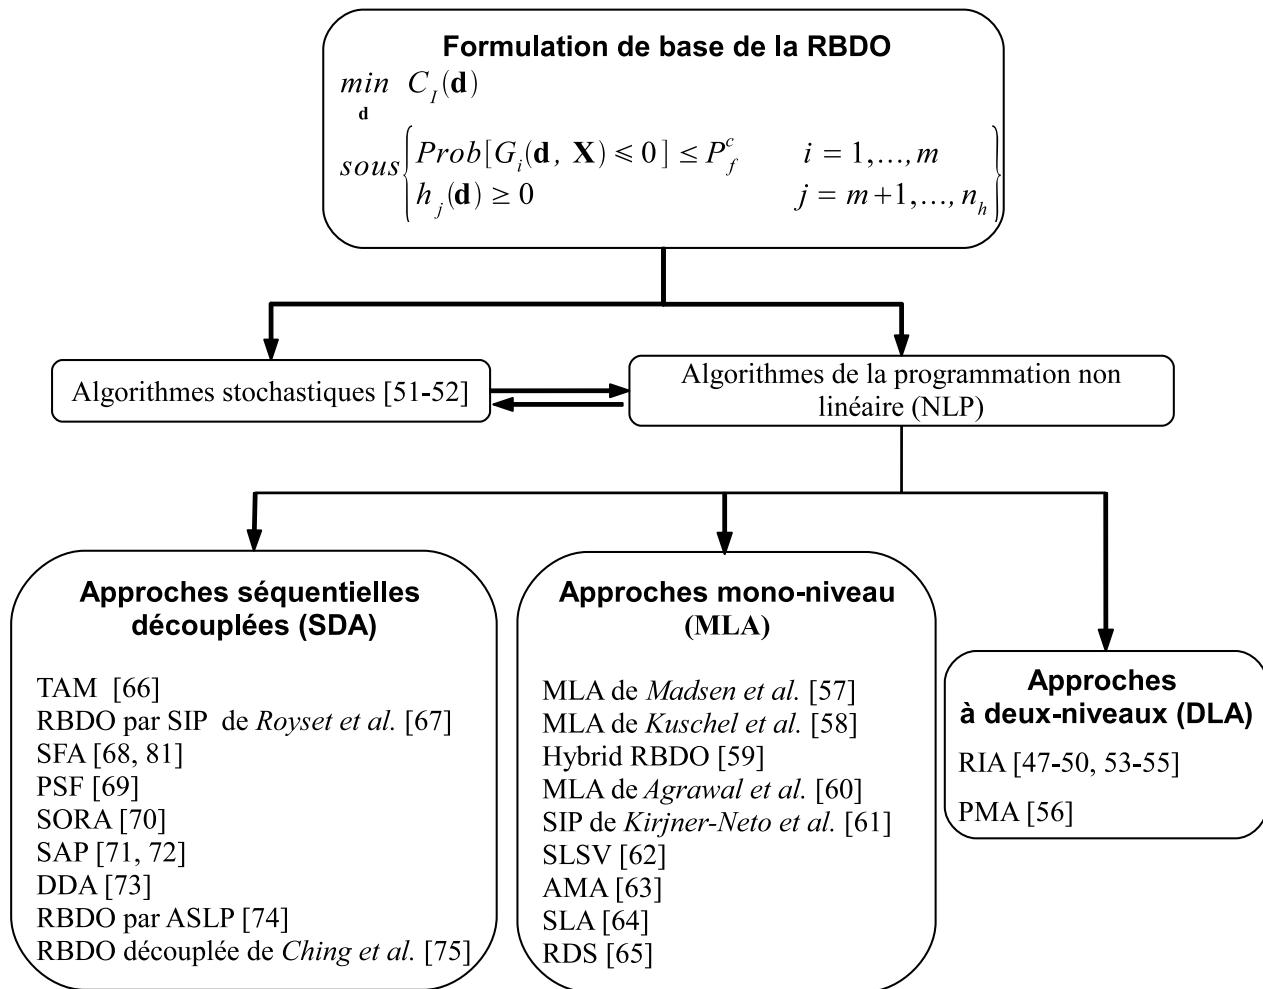 Formulation de base de la RBDO
min C_I(d)
d
sous { Prob[G_i(d, X) ⩽ 0] ≤ P_f^c i = 1,…,m
h_j(d) ≥ 0 j = m+1,…, n_h }
Algorithmes stochastiques [51-52]
Algorithmes de la programmation non
linéaire (NLP)
Approches séquentielles
découplées (SDA)
TAM [66]
RBDO par SIP de Royset et al. [67]
SFA [68, 81]
PSF [69]
SORA [70]
SAP [71, 72]
DDA [73]
RBDO par ASLP [74]
RBDO découplée de Ching et al. [75]
Approches mono-niveau
(MLA)
MLA de Madsen et al. [57]
MLA de Kuschel et al. [58]
Hybrid RBDO [59]
MLA de Agrawal et al. [60]
SIP de Kirjner-Neto et al. [61]
SLSV [62]
AMA [63]
SLA [64]
RDS [65]
Approches
à deux-niveaux (DLA)
RIA [47-50, 53-55]
PMA [56]